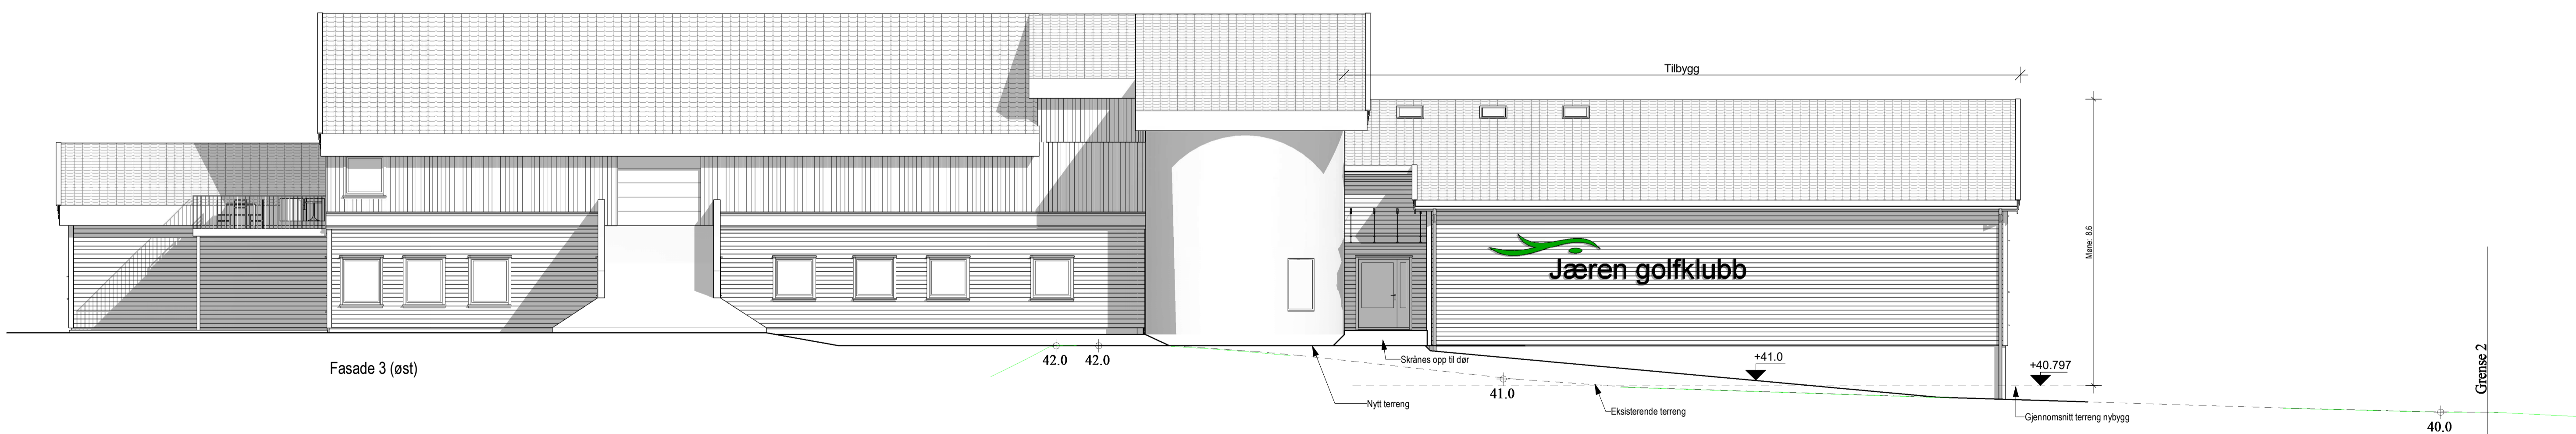 Tilbygg
Møne: 8.6
Jæren golfklubb
Fasade 3 (øst)
42.0
42.0
Skrånes opp til dør
+41.0
+40.797
Grense 2
41.0
Nytt terreng
Eksisterende terreng
Gjennomsnitt terreng nybygg
40.0